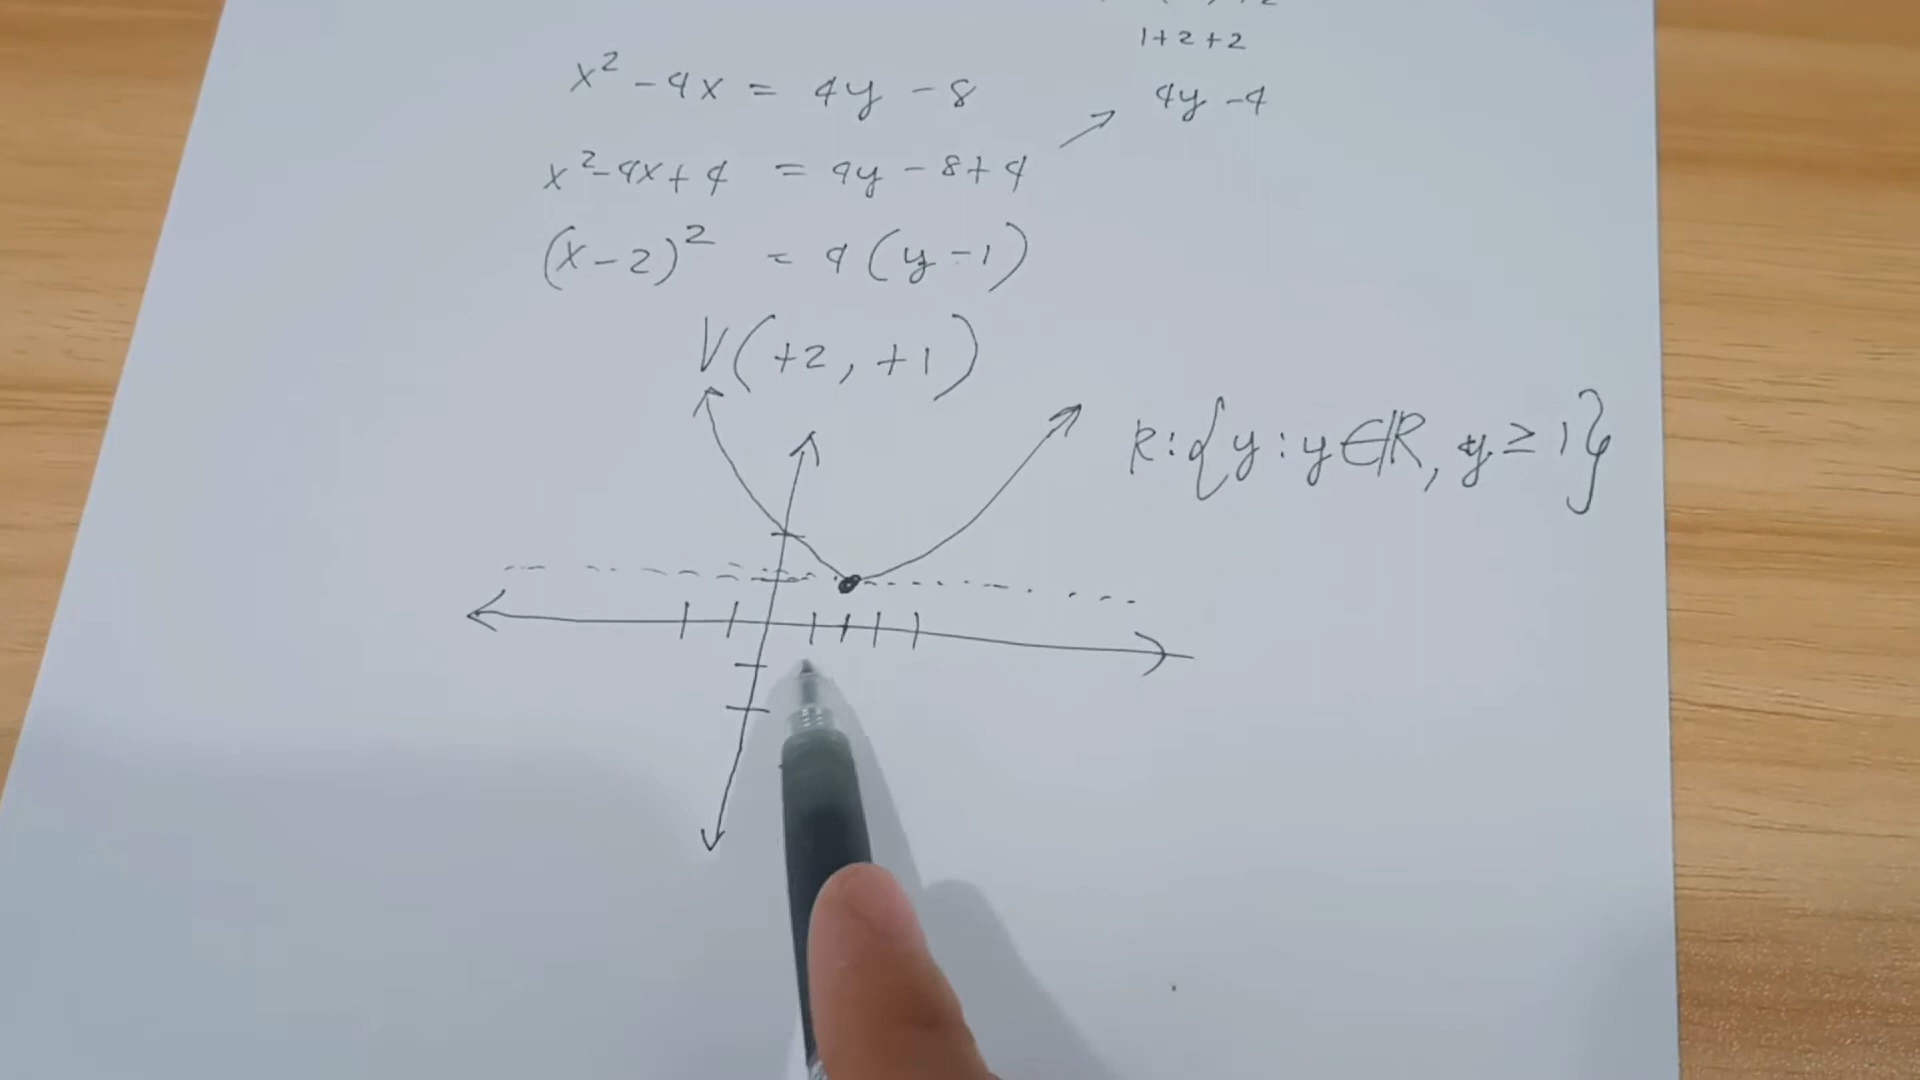 1+2+2
4y -4
x² - 4x = 4y - 8
x² - 4x + 4 = 4y - 8 + 4
(x - 2)² = 4(y - 1)
V(+2, +1)
R:{y : y ∈ ℝ, y ≥ 1}